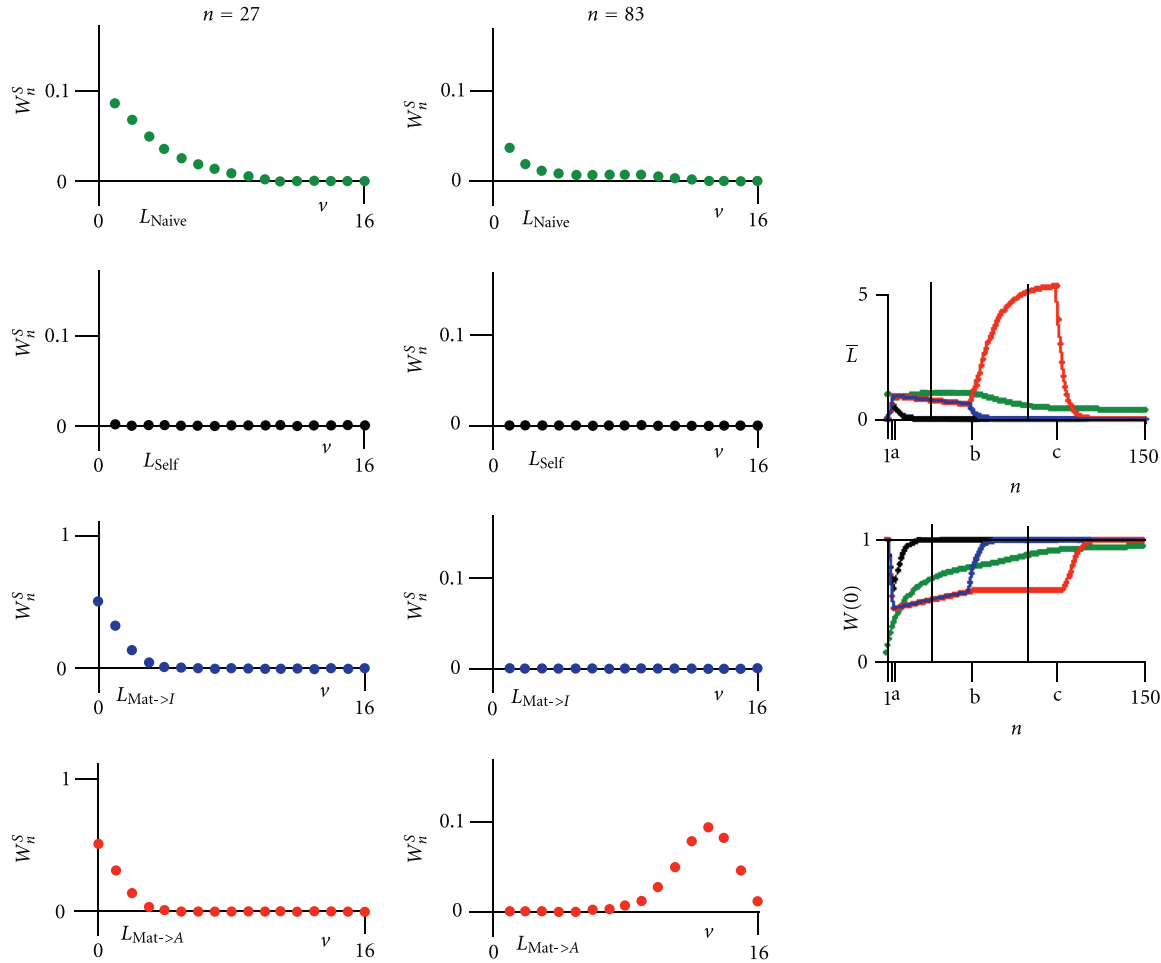 n = 27
n = 83
W_n^S
0.1
0
0
L_Naive
ν
16
W_n^S
0.1
0
0
L_Naive
ν
16
W_n^S
0.1
0
0
L_Self
ν
16
W_n^S
0.1
0
0
L_Self
ν
16
L̅
5
0
1
a
b
c
150
n
W_n^S
1
0
0
L_Mat->I
ν
16
W_n^S
0.1
0
0
L_Mat->I
ν
16
W(0)
1
0
1
a
b
c
150
n
W_n^S
1
0
0
L_Mat->A
ν
16
W_n^S
0.1
0
0
L_Mat->A
ν
16